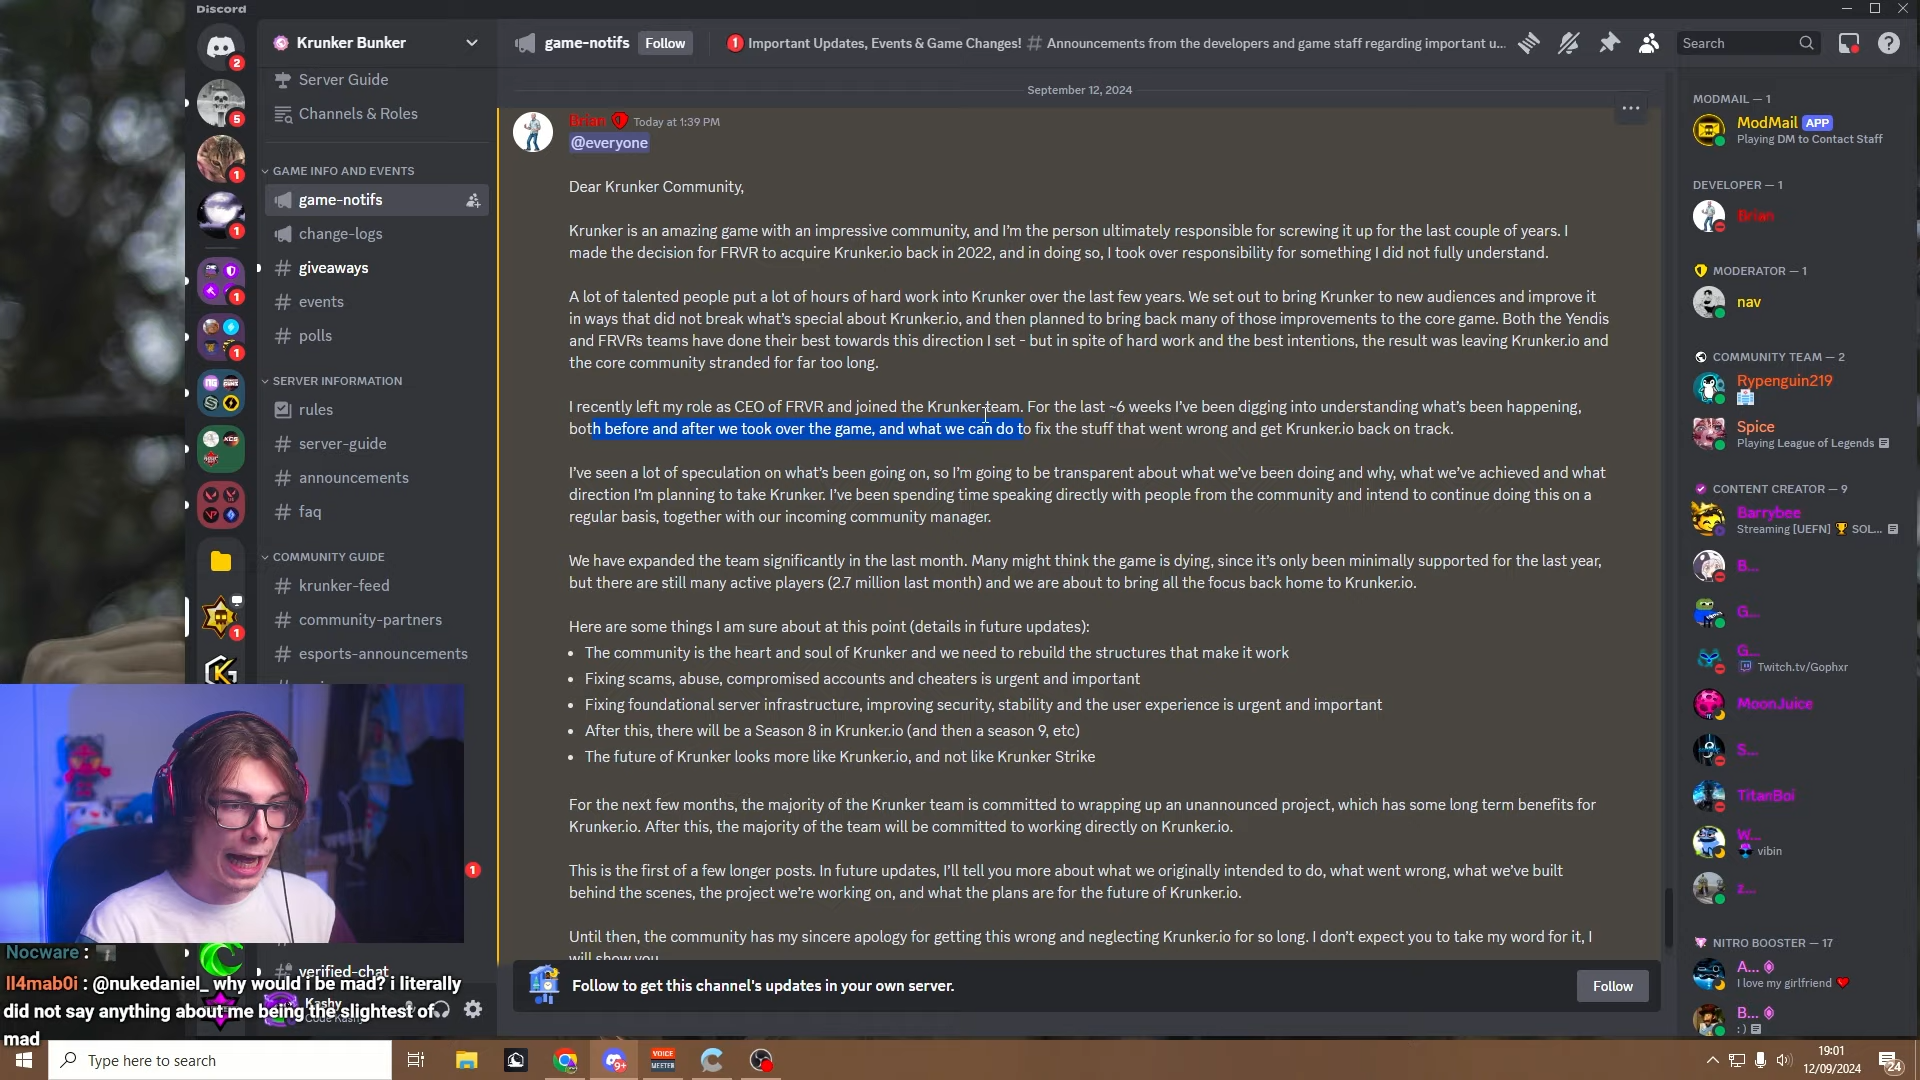 Discord
Krunker Bunker
game-notifs
Follow
Important Updates, Events & Game Changes! # Announcements from the developers and game staff regarding important u...
Search
Server Guide
Channels & Roles
GAME INFO AND EVENTS
game-notifs
change-logs
giveaways
events
polls
SERVER INFORMATION
rules
server-guide
announcements
faq
COMMUNITY GUIDE
krunker-feed
community-partners
esports-announcements
verified-chat
Kashy
September 12, 2024
Brian Today at 1:39 PM
@everyone
Dear Krunker Community,
Krunker is an amazing game with an impressive community, and I'm the person ultimately responsible for screwing it up for the last couple of years. I
made the decision for FRVR to acquire Krunker.io back in 2022, and in doing so, I took over responsibility for something I did not fully understand.
A lot of talented people put a lot of hours of hard work into Krunker over the last few years. We set out to bring Krunker to new audiences and improve it
in ways that did not break what's special about Krunker.io, and then planned to bring back many of those improvements to the core game. Both the Yendis
and FRVRs teams have done their best towards this direction I set - but in spite of hard work and the best intentions, the result was leaving Krunker.io and
the core community stranded for far too long.
I recently left my role as CEO of FRVR and joined the Krunker team. For the last ~6 weeks I've been digging into understanding what's been happening,
both before and after we took over the game, and what we can do to fix the stuff that went wrong and get Krunker.io back on track.
I've seen a lot of speculation on what's been going on, so I'm going to be transparent about what we've been doing and why, what we've achieved and what
direction I'm planning to take Krunker. I've been spending time speaking directly with people from the community and intend to continue doing this on a
regular basis, together with our incoming community manager.
We have expanded the team significantly in the last month. Many might think the game is dying, since it's only been minimally supported for the last year,
but there are still many active players (2.7 million last month) and we are about to bring all the focus back home to Krunker.io.
Here are some things I am sure about at this point (details in future updates):
• The community is the heart and soul of Krunker and we need to rebuild the structures that make it work
• Fixing scams, abuse, compromised accounts and cheaters is urgent and important
• Fixing foundational server infrastructure, improving security, stability and the user experience is urgent and important
• After this, there will be a Season 8 in Krunker.io (and then a season 9, etc)
• The future of Krunker looks more like Krunker.io, and not like Krunker Strike
For the next few months, the majority of the Krunker team is committed to wrapping up an unannounced project, which has some long term benefits for
Krunker.io. After this, the majority of the team will be committed to working directly on Krunker.io.
This is the first of a few longer posts. In future updates, I'll tell you more about what we originally intended to do, what went wrong, what we've built
behind the scenes, the project we're working on, and what the plans are for the future of Krunker.io.
Until then, the community has my sincere apology for getting this wrong and neglecting Krunker.io for so long. I don't expect you to take my word for it, I
will show you
Follow to get this channel's updates in your own server.
Follow
MODMAIL — 1
ModMail APP
Playing DM to Contact Staff
DEVELOPER — 1
Brian
MODERATOR — 1
nav
COMMUNITY TEAM — 2
Rypenguin219
Spice
Playing League of Legends
CONTENT CREATOR — 9
Barrybee
Streaming [UEFN] 🏆 SOL...
B...
G...
G...
Twitch.tv/Gophxr
MoonJuice
S...
TitanBoi
W...
vibin
z...
NITRO BOOSTER — 17
A...
I love my girlfriend ❤
B...
:)
Nocware :
ll4mab0i : @nukedaniel_ why would i be mad? i literally
did not say anything about me being the slightest of
mad
Type here to search
VOICE
MEETER
19:01
12/09/2024
24